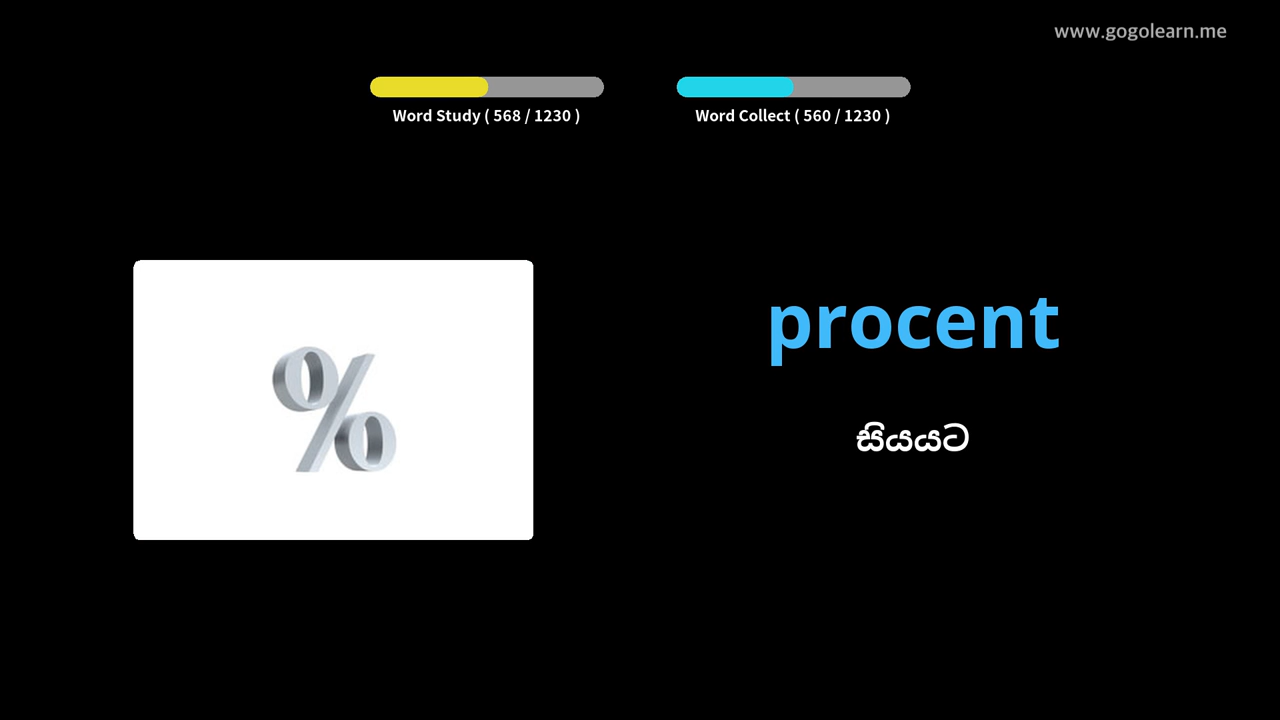 www.gogolearn.me
Word Study ( 568 / 1230 )
Word Collect ( 560 / 1230 )
%
procent
සියයට